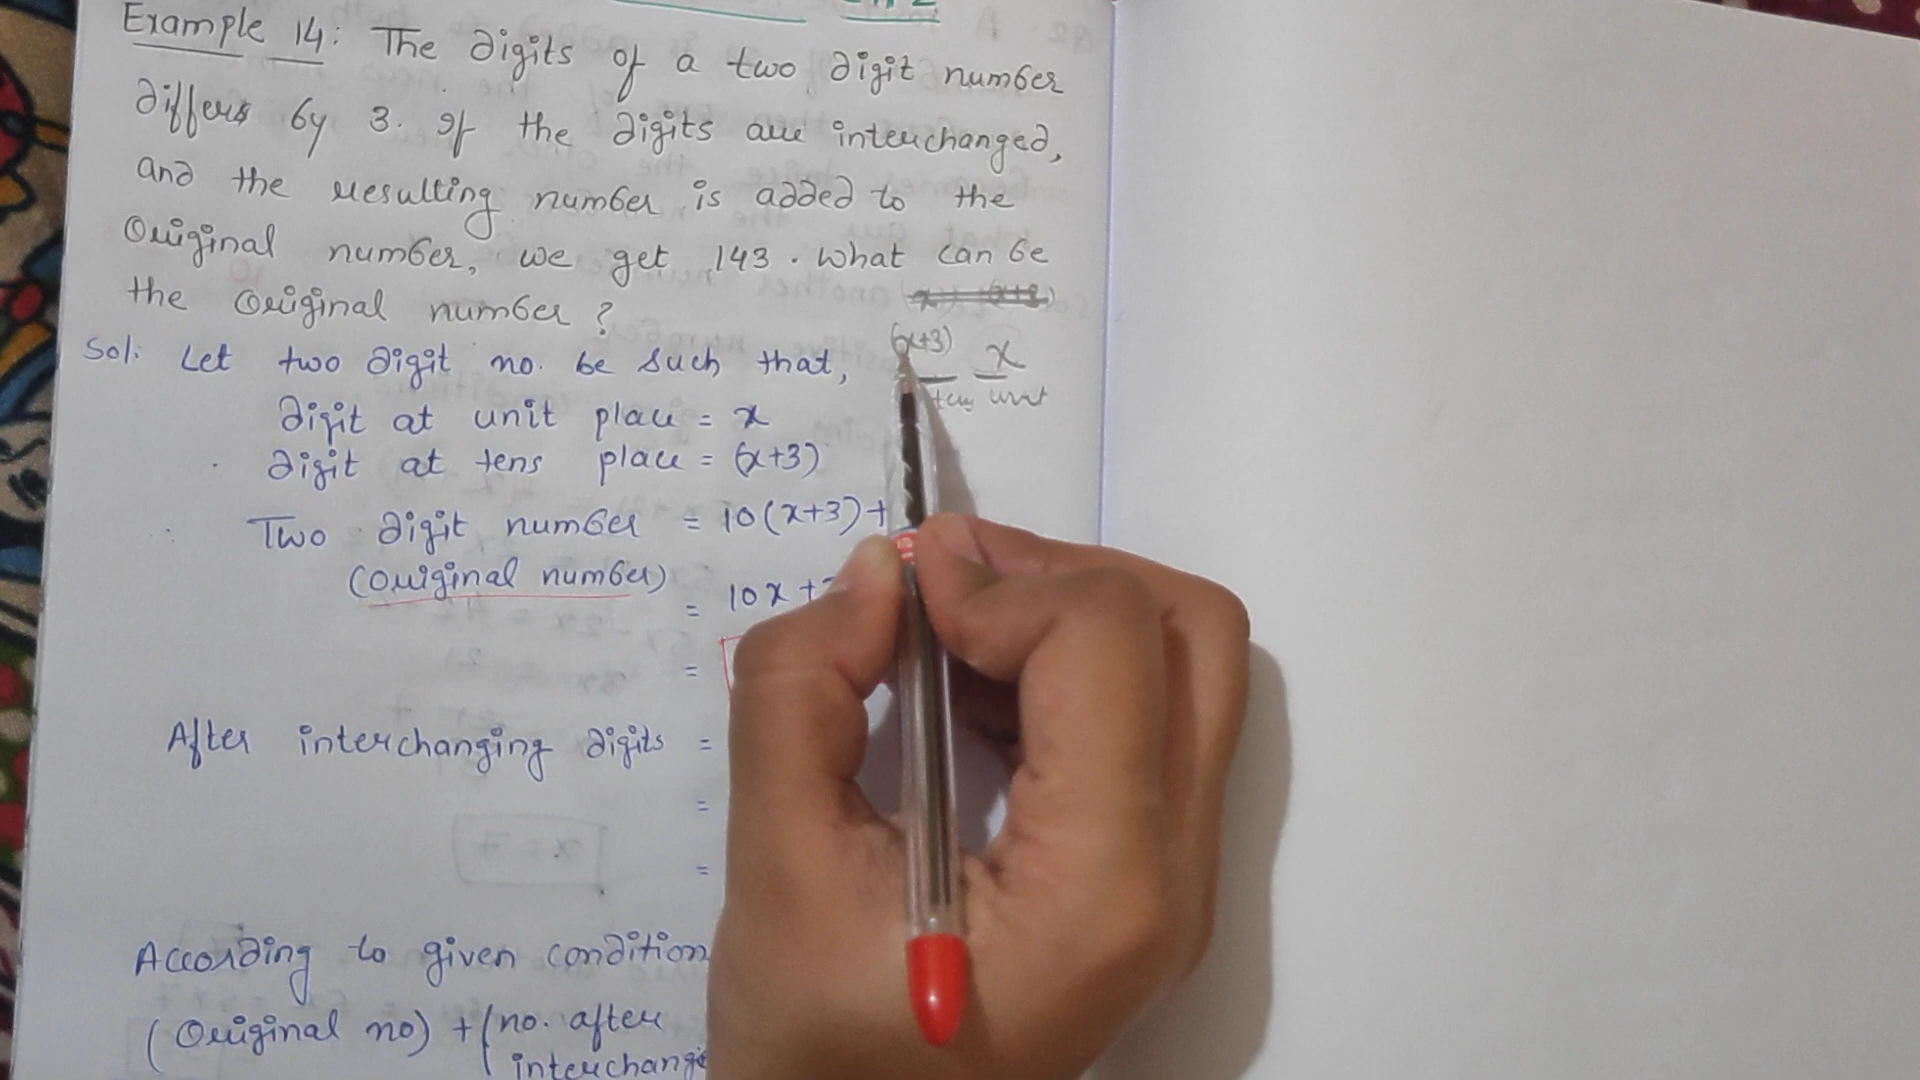 Example 14: The digits of a two digit number
differs by 3. If the digits are interchanged,
and the resulting number is added to the
Original number, we get 143. What can be
the Original number?
Sol: Let two digit no. be such that,
(x+3) x
tens unit
digit at unit place = x
digit at tens place = (x+3)
∴ Two digit number = 10(x+3)+
(Original number)
= 10x +
=
After interchanging digits =
=
=
According to given condition
(Original no) + (no. after
interchang